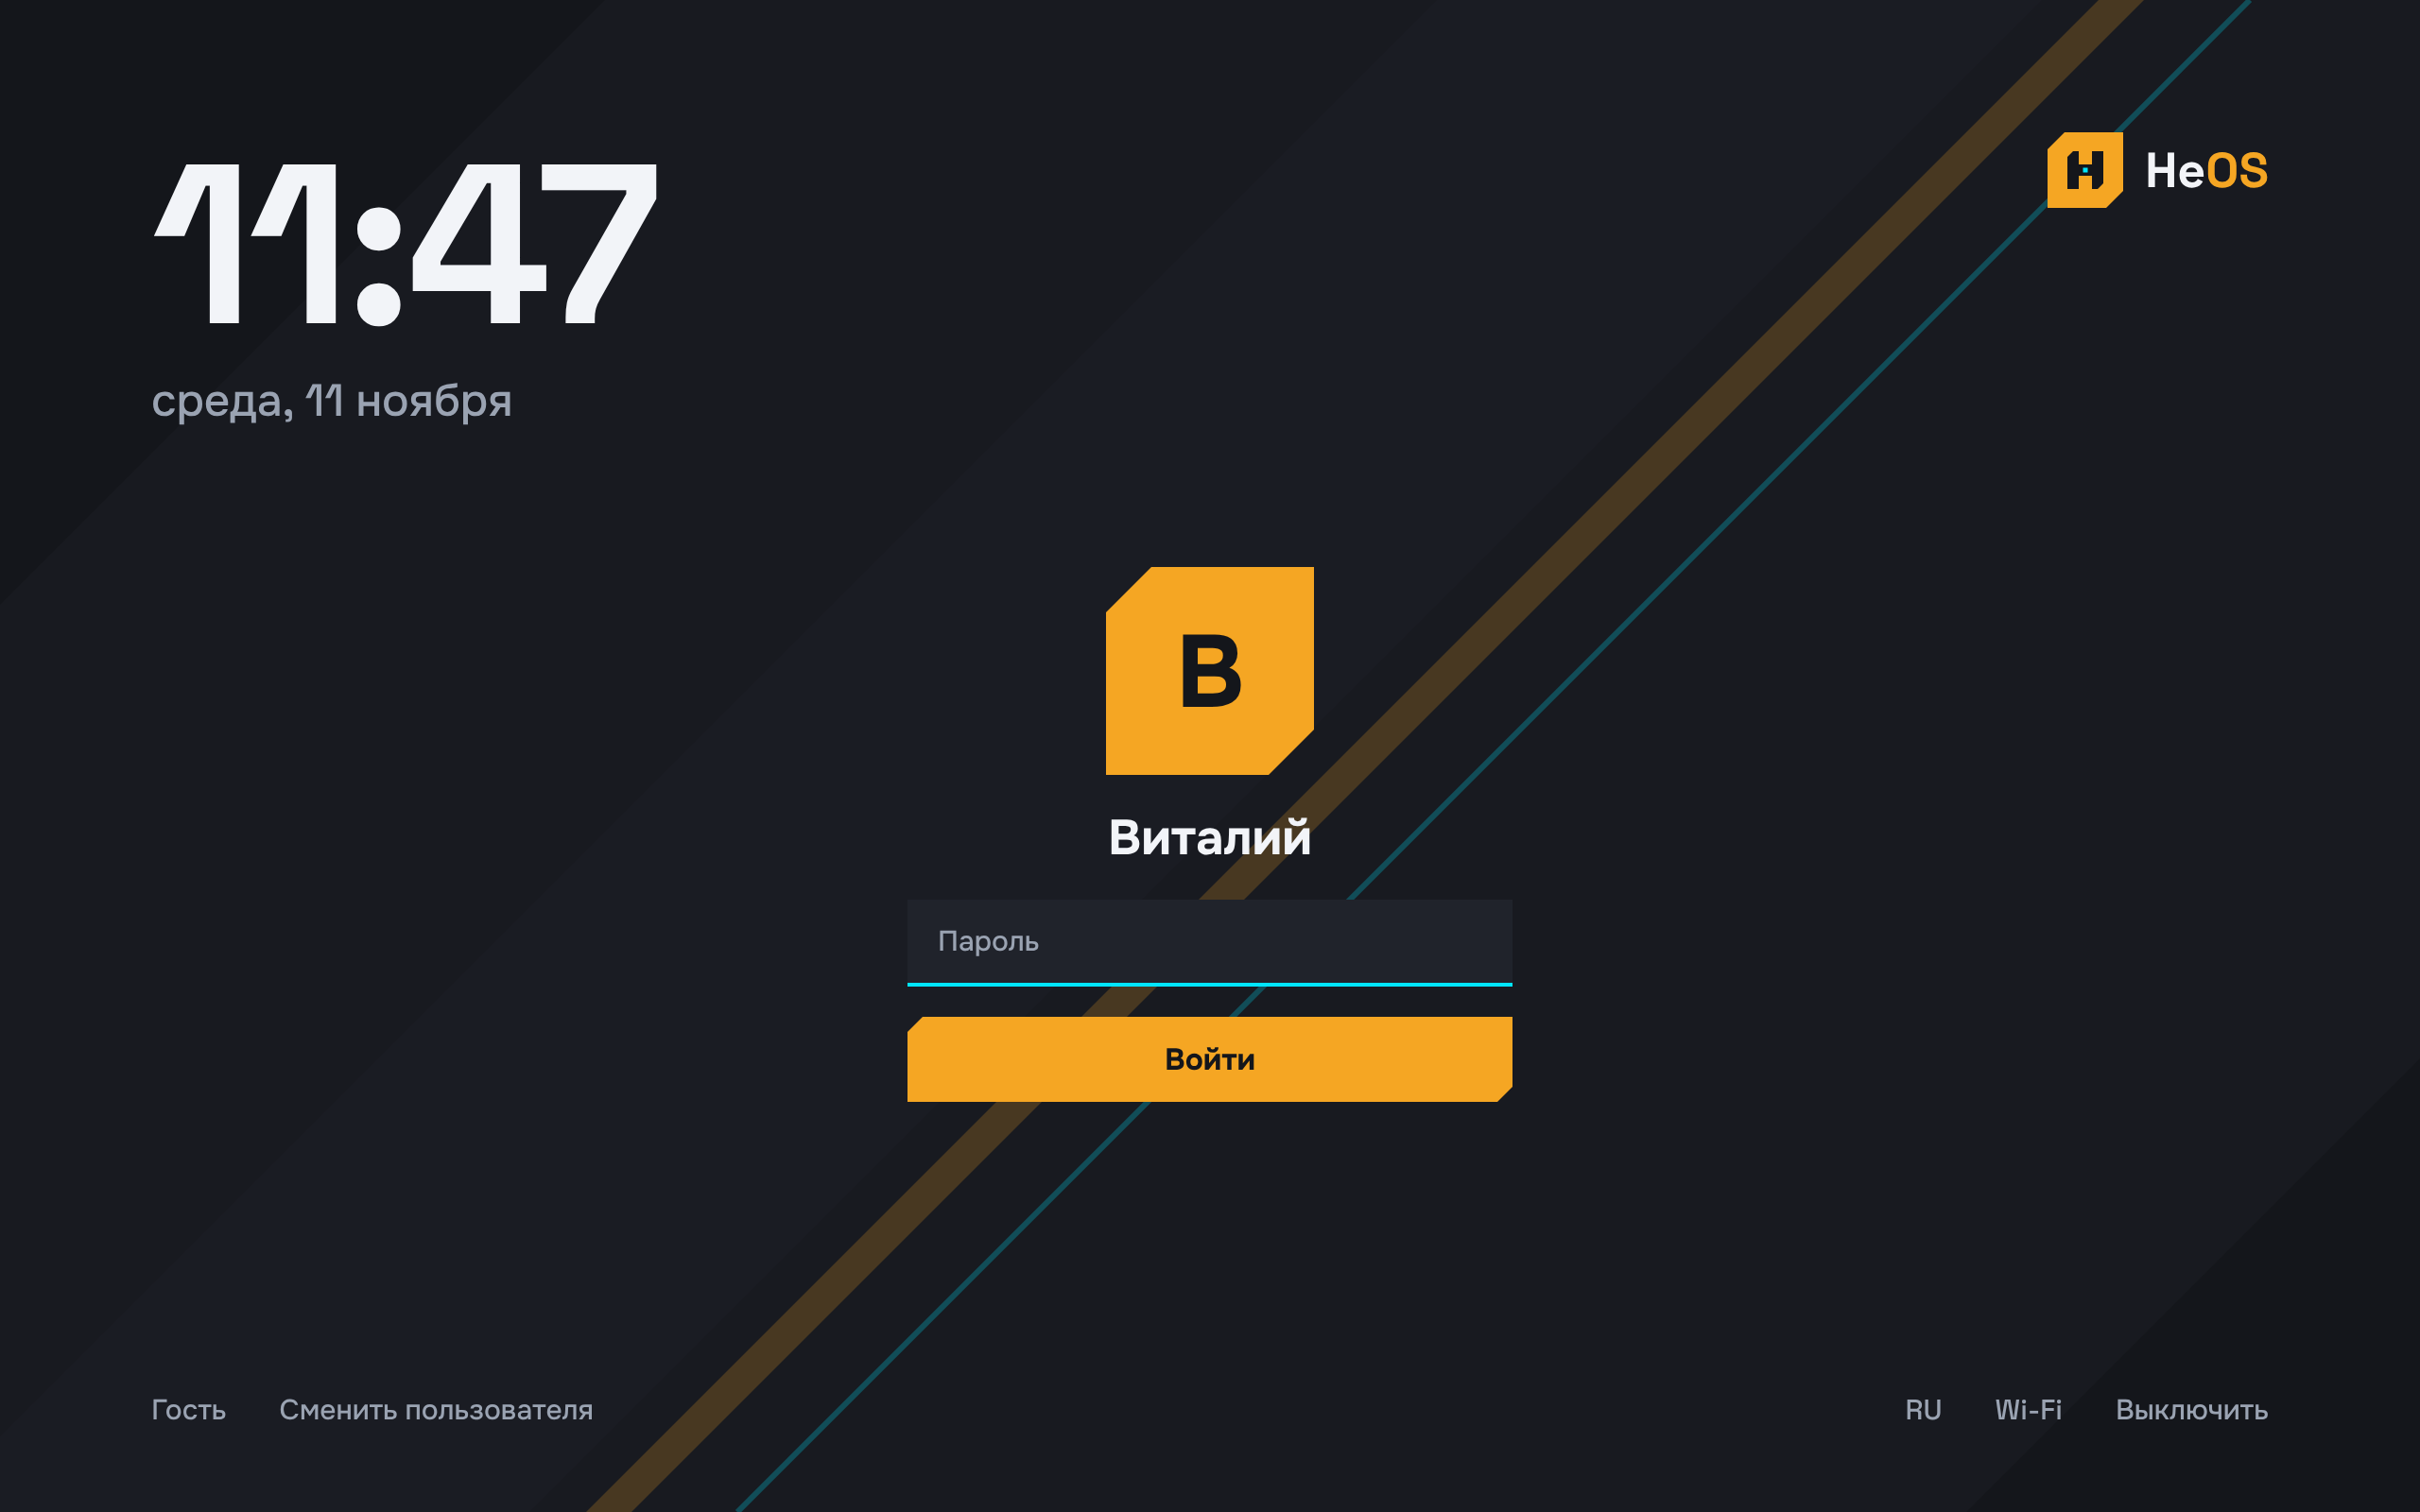 11:47
среда, 11 ноября
HeOS
В
Виталий
Пароль
Войти
Гость
Сменить пользователя
RU
Wi-Fi
Выключить